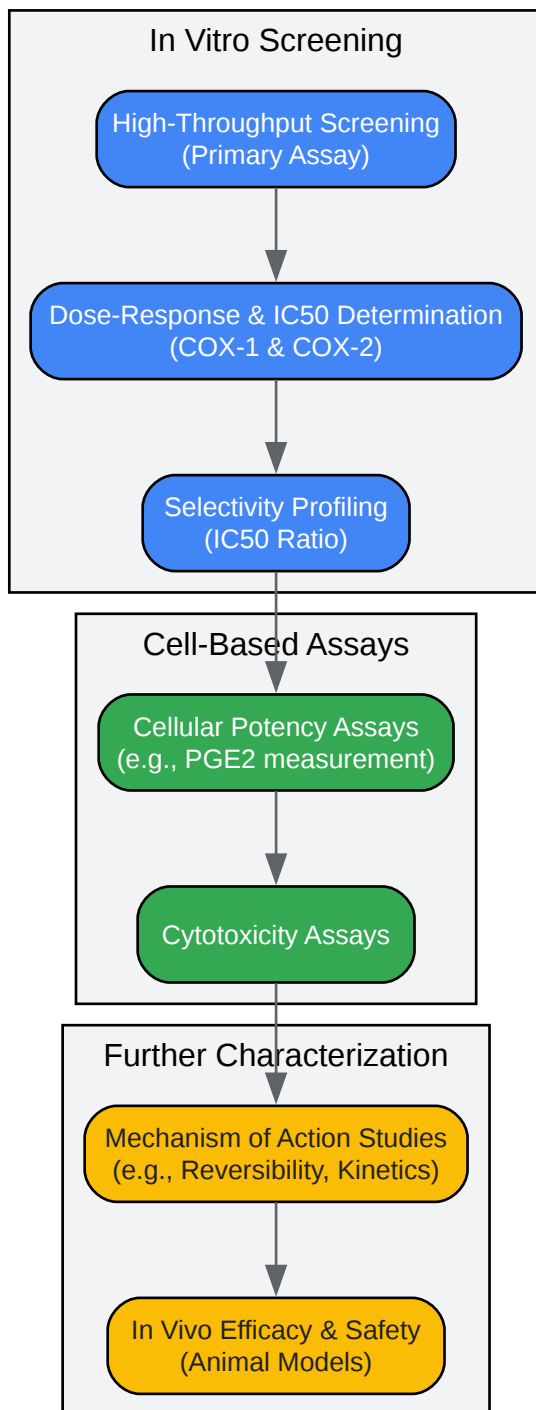 In Vitro Screening
High-Throughput Screening
(Primary Assay)
Dose-Response & IC50 Determination
(COX-1 & COX-2)
Selectivity Profiling
(IC50 Ratio)
Cell-Based Assays
Cellular Potency Assays
(e.g., PGE2 measurement)
Cytotoxicity Assays
Further Characterization
Mechanism of Action Studies
(e.g., Reversibility, Kinetics)
In Vivo Efficacy & Safety
(Animal Models)